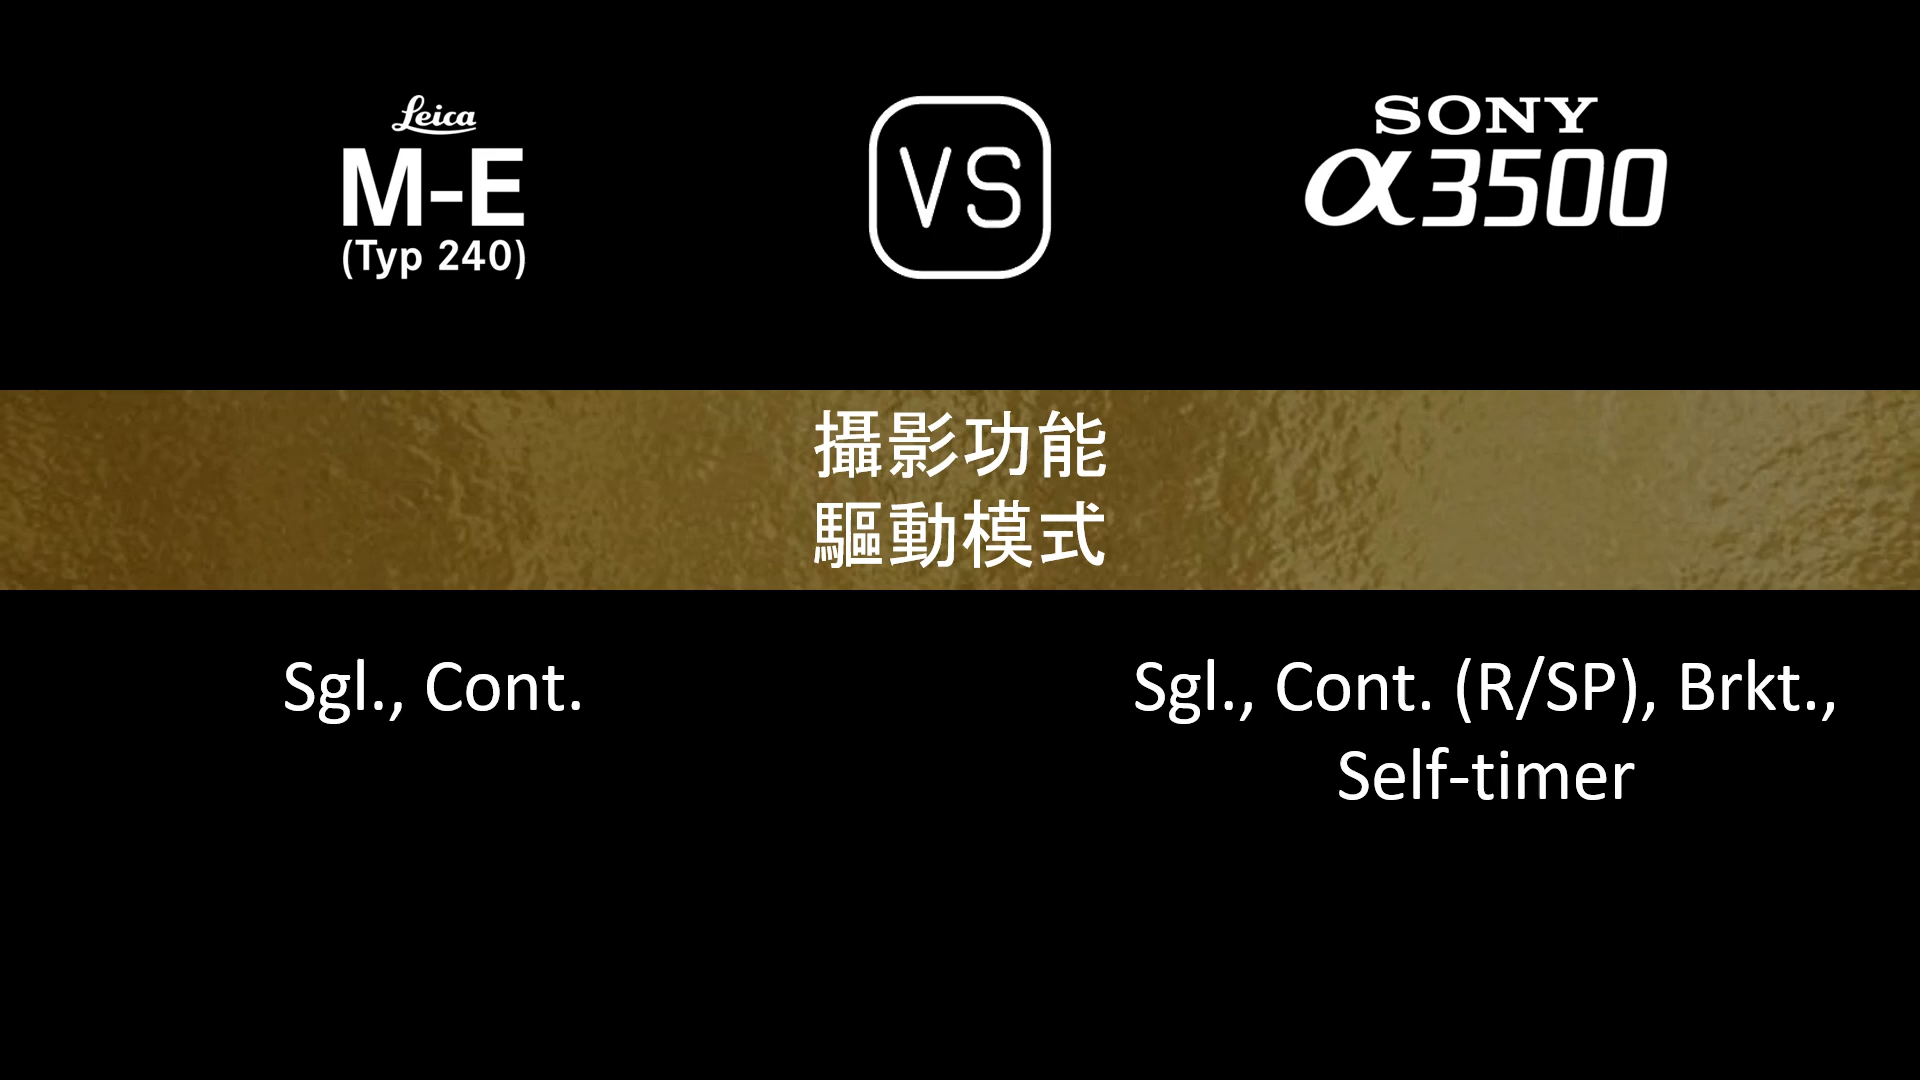 Leica
M-E
(Typ 240)
VS
SONY
α3500
攝影功能
驅動模式
Sgl., Cont.
Sgl., Cont. (R/SP), Brkt.,
Self-timer